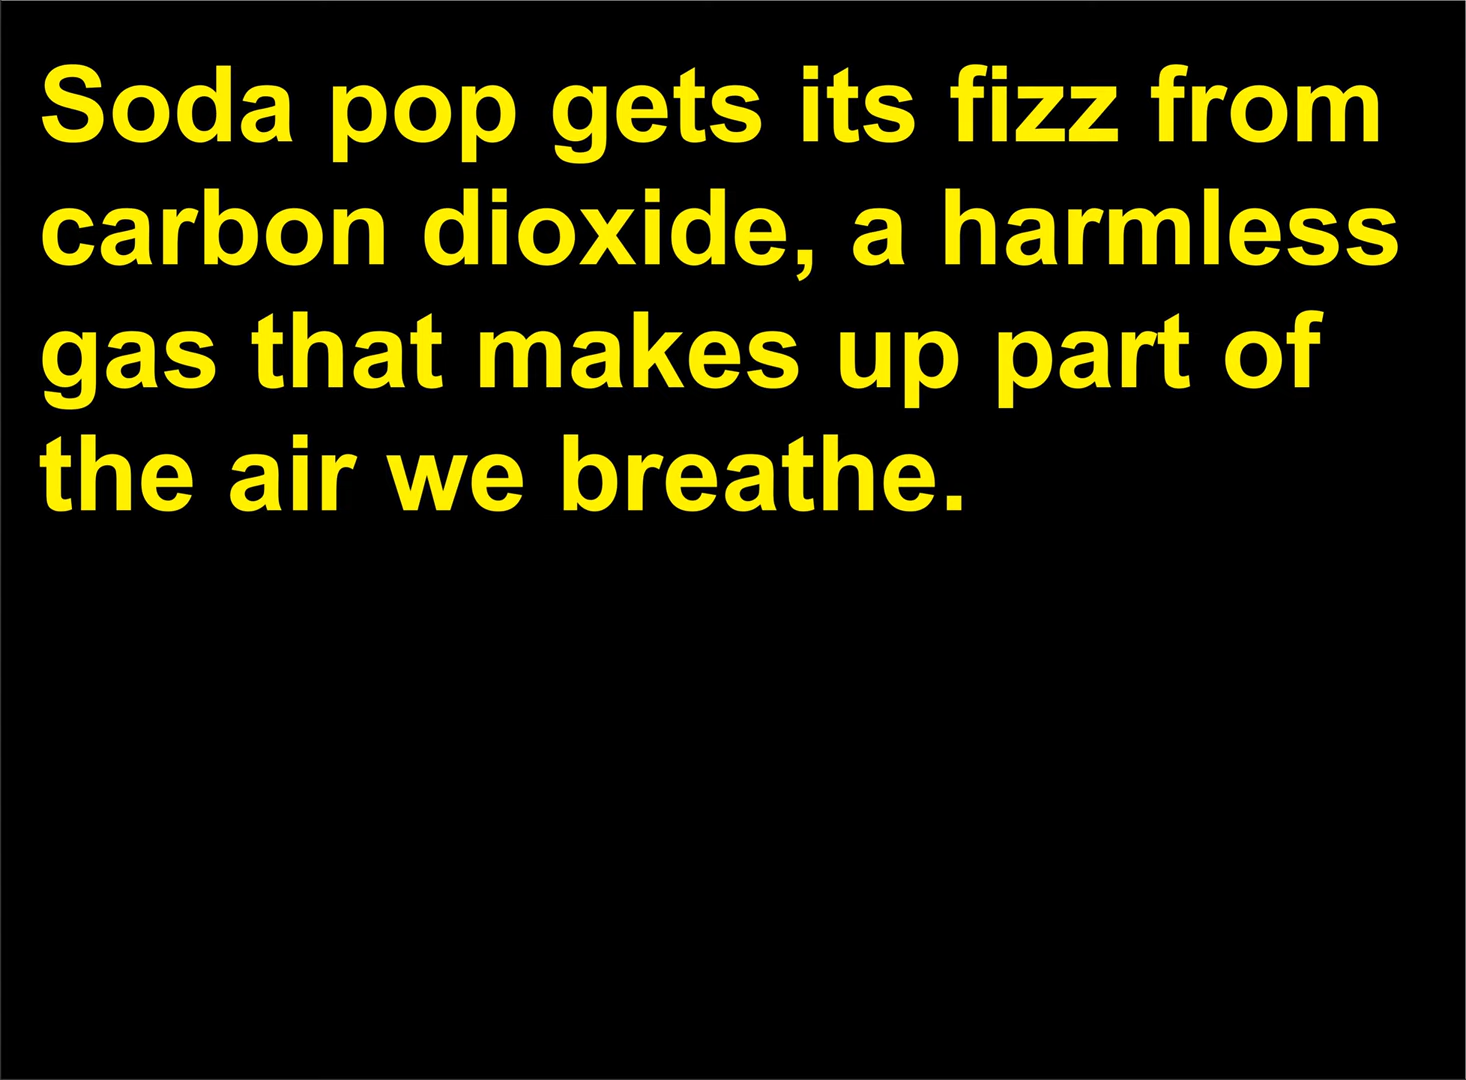 Soda pop gets its fizz from
carbon dioxide, a harmless
gas that makes up part of
the air we breathe.